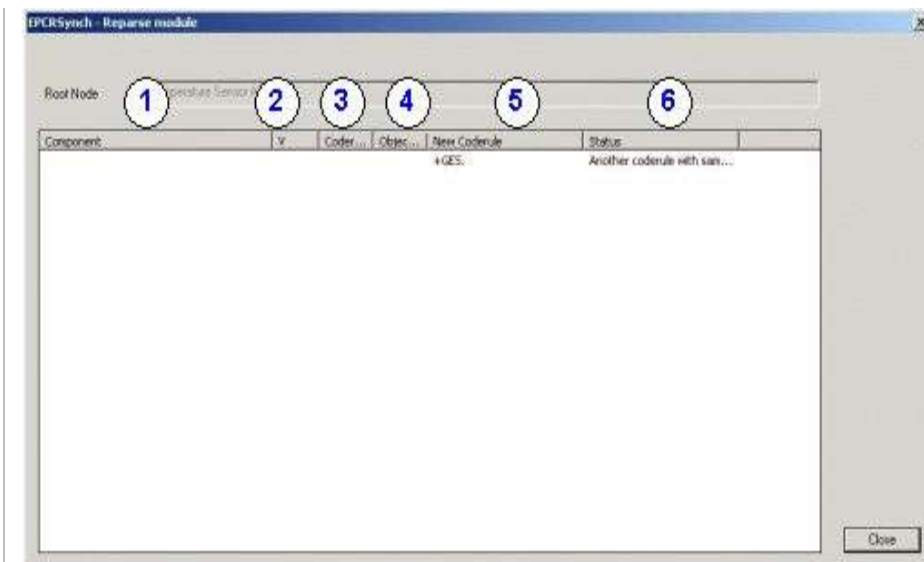 EPCRSynch - Reparse module
Root Node
1 2 3 4 5 6
Component V Coder... Objec... New Coderule Status
+GES. Another coderule with sam...
Close